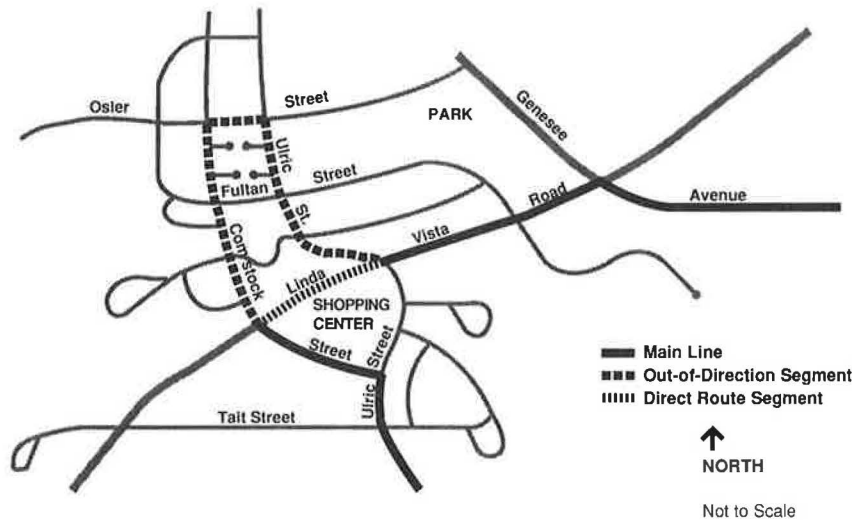 Osler
Street
PARK
Genesee
Ulric
St.
Fultan
Street
Road
Avenue
Vista
Comstock
Linda
SHOPPING
CENTER
Street
Street
Ulric
Tait Street
Main Line
Out-of-Direction Segment
Direct Route Segment
NORTH
Not to Scale